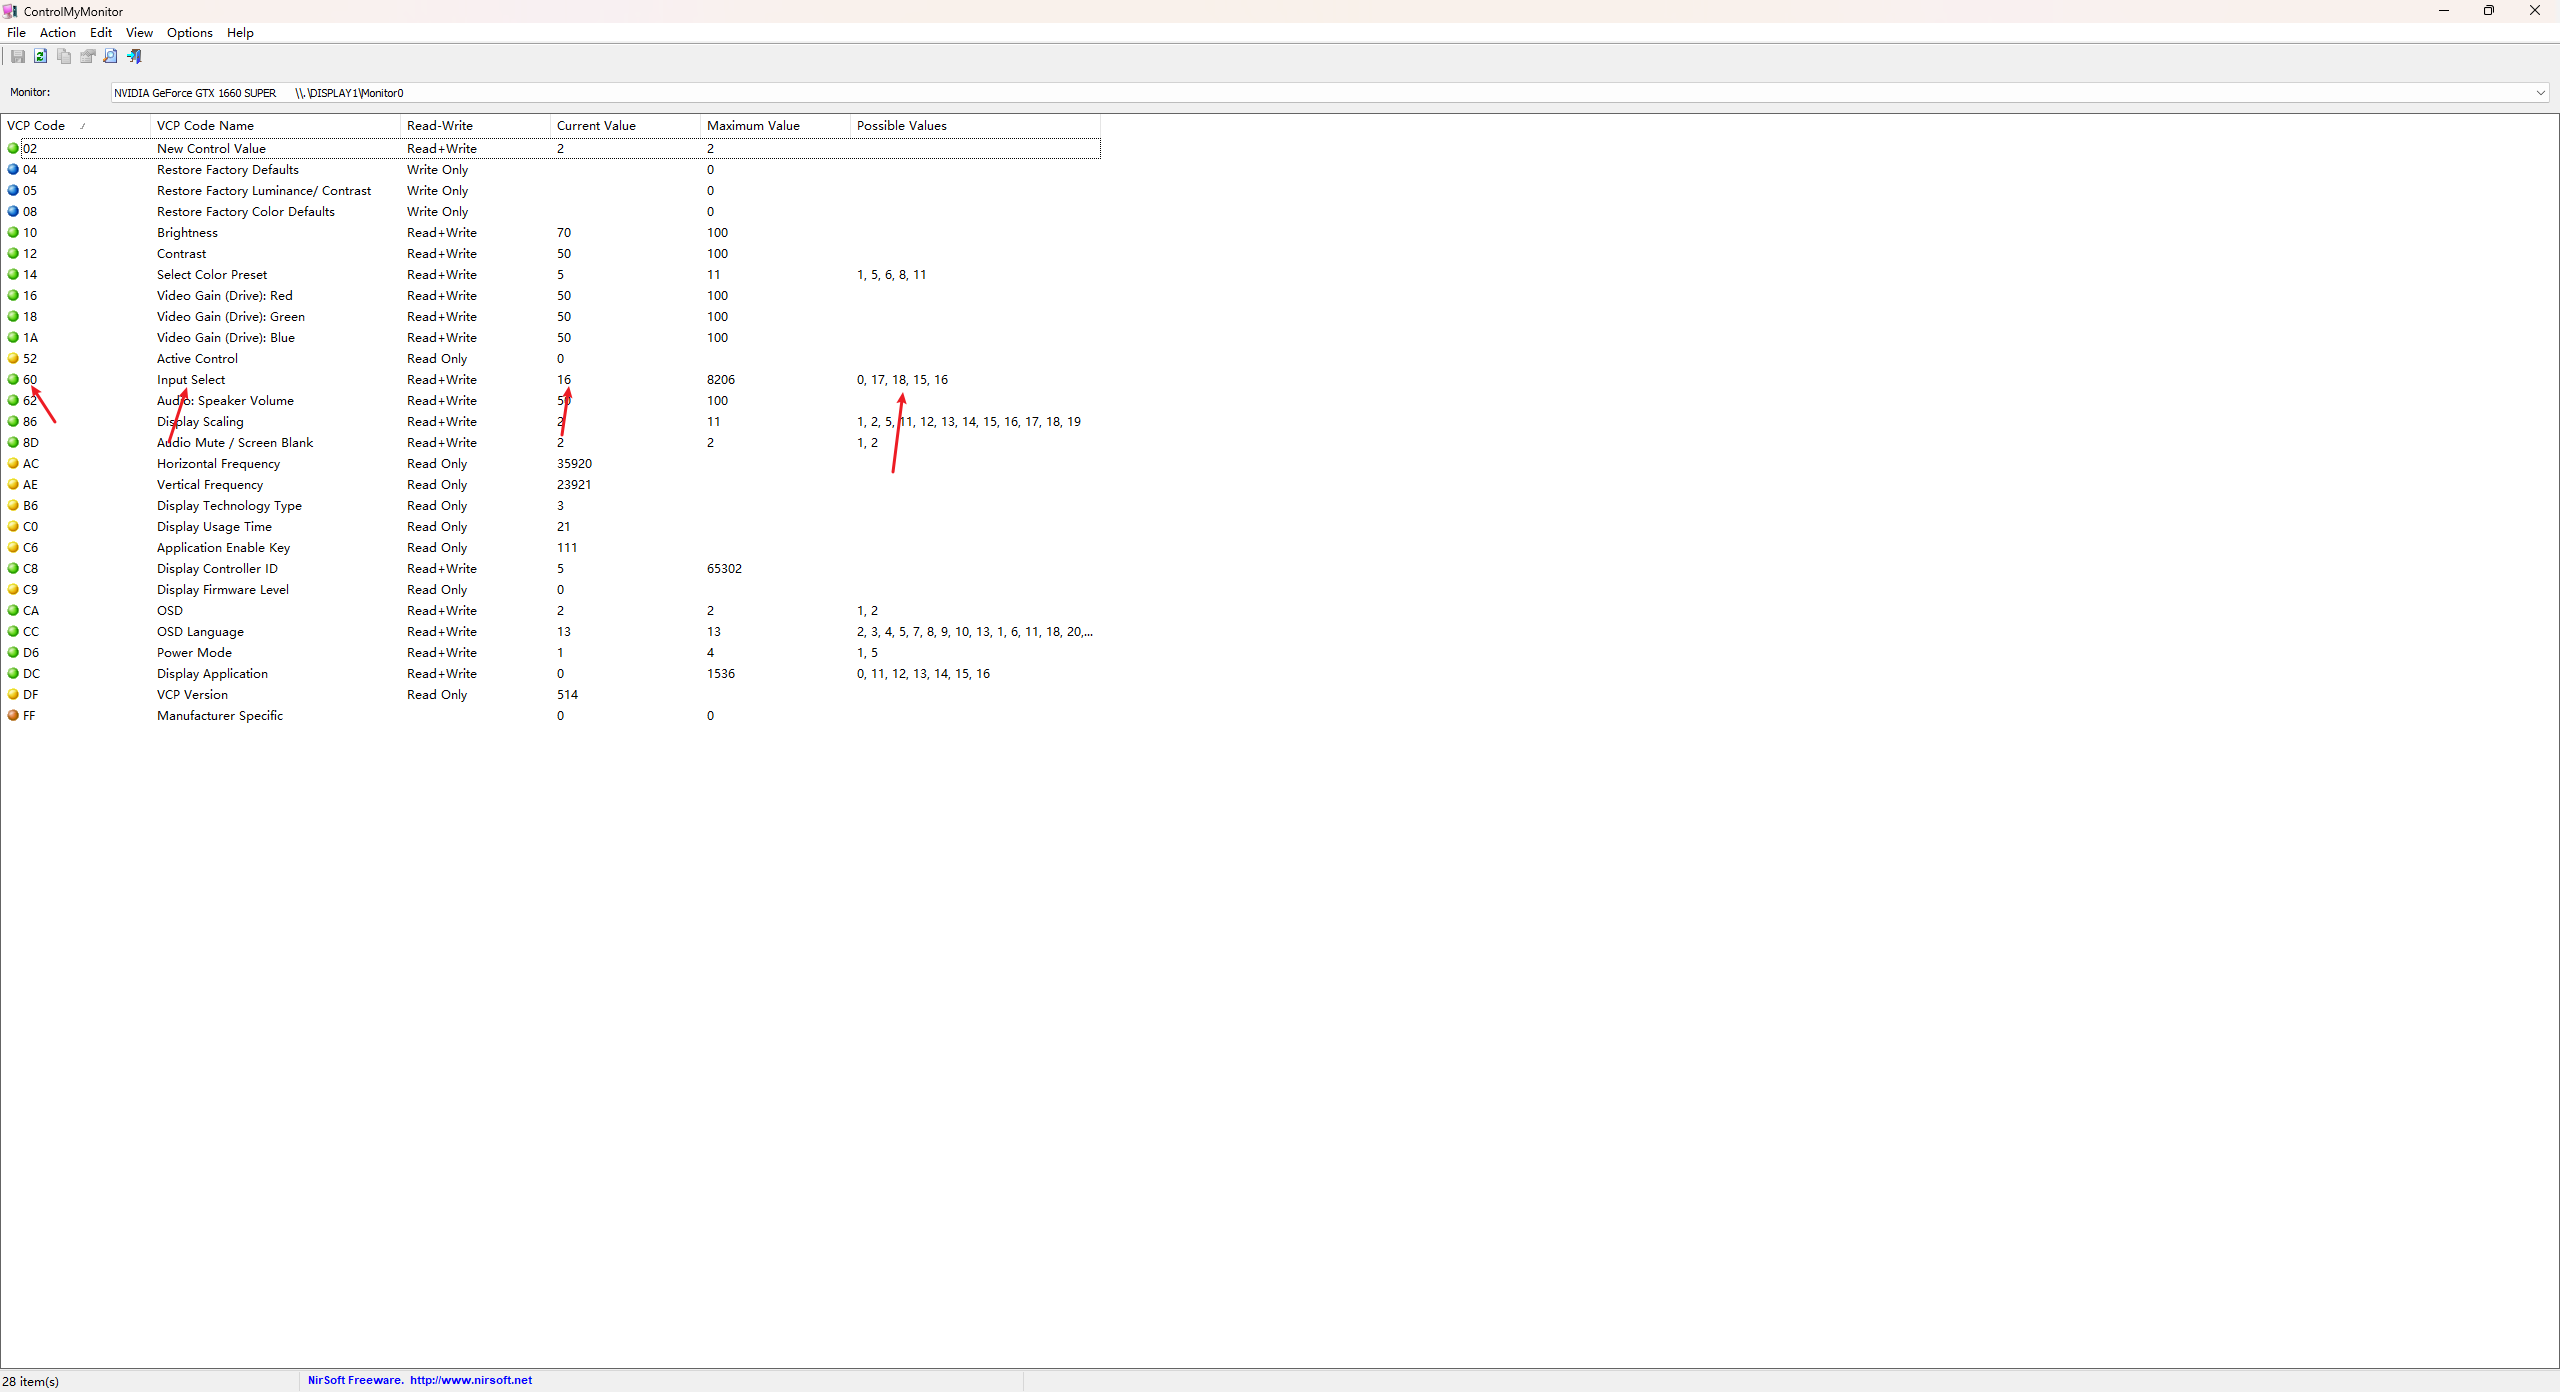 ControlMyMonitor
File Action Edit View Options Help
Monitor: NVIDIA GeForce GTX 1660 SUPER \\.\DISPLAY1\Monitor0
VCP Code VCP Code Name Read-Write Current Value Maximum Value Possible Values
02 New Control Value Read+Write 2 2
04 Restore Factory Defaults Write Only 0
05 Restore Factory Luminance/ Contrast Write Only 0
08 Restore Factory Color Defaults Write Only 0
10 Brightness Read+Write 70 100
12 Contrast Read+Write 50 100
14 Select Color Preset Read+Write 5 11 1, 5, 6, 8, 11
16 Video Gain (Drive): Red Read+Write 50 100
18 Video Gain (Drive): Green Read+Write 50 100
1A Video Gain (Drive): Blue Read+Write 50 100
52 Active Control Read Only 0
60 Input Select Read+Write 16 8206 0, 17, 18, 15, 16
62 Audio: Speaker Volume Read+Write 50 100
86 Display Scaling Read+Write 2 11 1, 2, 5, 11, 12, 13, 14, 15, 16, 17, 18, 19
8D Audio Mute / Screen Blank Read+Write 2 2 1, 2
AC Horizontal Frequency Read Only 35920
AE Vertical Frequency Read Only 23921
B6 Display Technology Type Read Only 3
C0 Display Usage Time Read Only 21
C6 Application Enable Key Read Only 111
C8 Display Controller ID Read+Write 5 65302
C9 Display Firmware Level Read Only 0
CA OSD Read+Write 2 2 1, 2
CC OSD Language Read+Write 13 13 2, 3, 4, 5, 7, 8, 9, 10, 13, 1, 6, 11, 18, 20,...
D6 Power Mode Read+Write 1 4 1, 5
DC Display Application Read+Write 0 1536 0, 11, 12, 13, 14, 15, 16
DF VCP Version Read Only 514
FF Manufacturer Specific 0 0
28 item(s) NirSoft Freeware. http://www.nirsoft.net